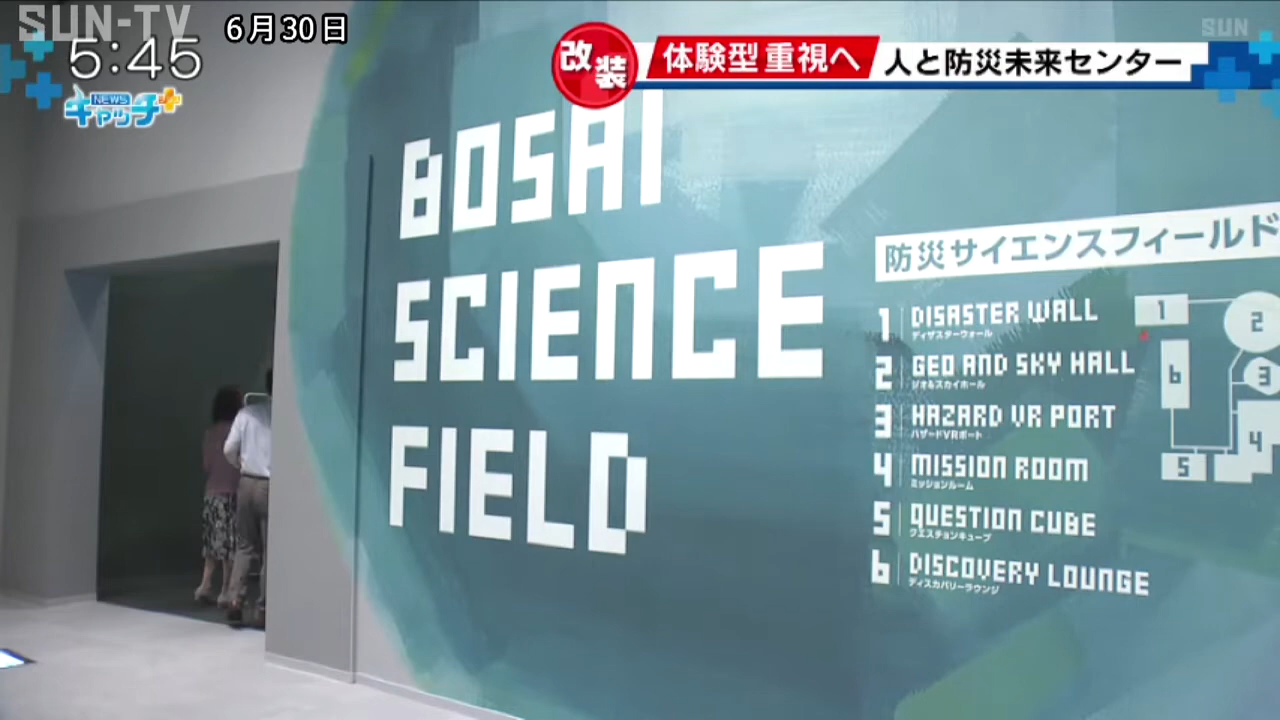 SUN-TV
6月30日
5:45
NEWS
キャッチ+
改装
体験型重視へ
人と防災未来センター
SUN
BOSAI
SCIENCE
FIELD
防災サイエンスフィールド
1 DISASTER WALL
ディザスターウォール
2 GEO AND SKY HALL
ジオ&スカイホール
3 HAZARD VR PORT
ハザードVRポート
4 MISSION ROOM
ミッションルーム
5 QUESTION CUBE
クエスチョンキューブ
6 DISCOVERY LOUNGE
ディスカバリーラウンジ
1
2
6
3
4
5